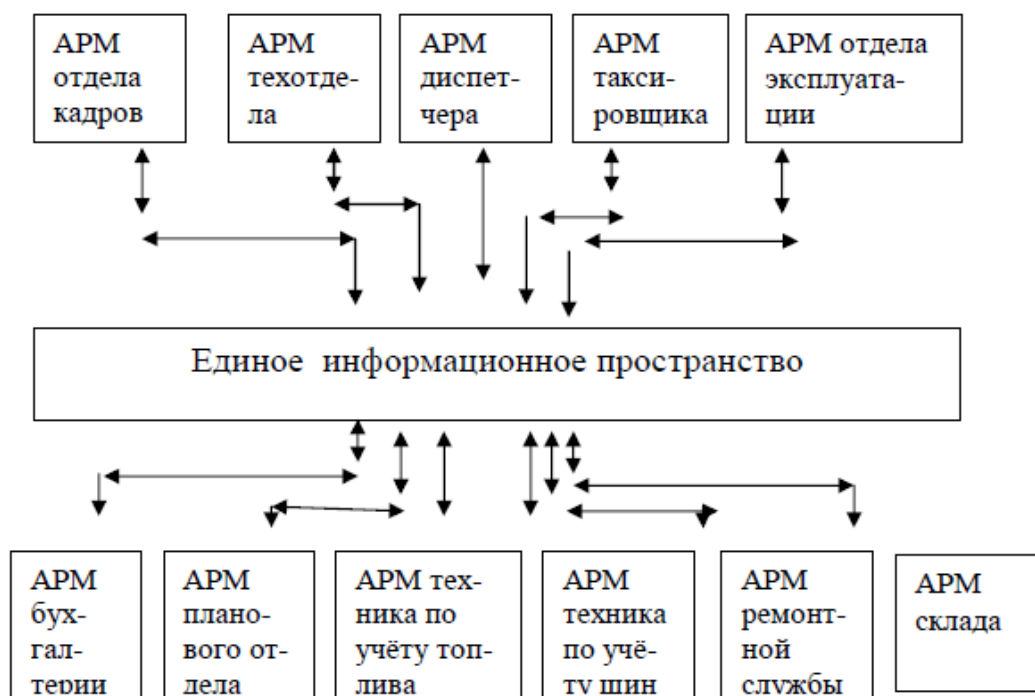 АРМ
отдела
кадров
АРМ
техотде-
ла
АРМ
диспет-
чера
АРМ
такси-
ровщика
АРМ отдела
эксплуата-
ции
Единое информационное пространство
АРМ
бух-
гал-
терии
АРМ
плано-
вого от-
дела
АРМ тех-
ника по
учёту топ-
лива
АРМ
техника
по учё-
ту шин
АРМ
ремонт-
ной
службы
АРМ
склада